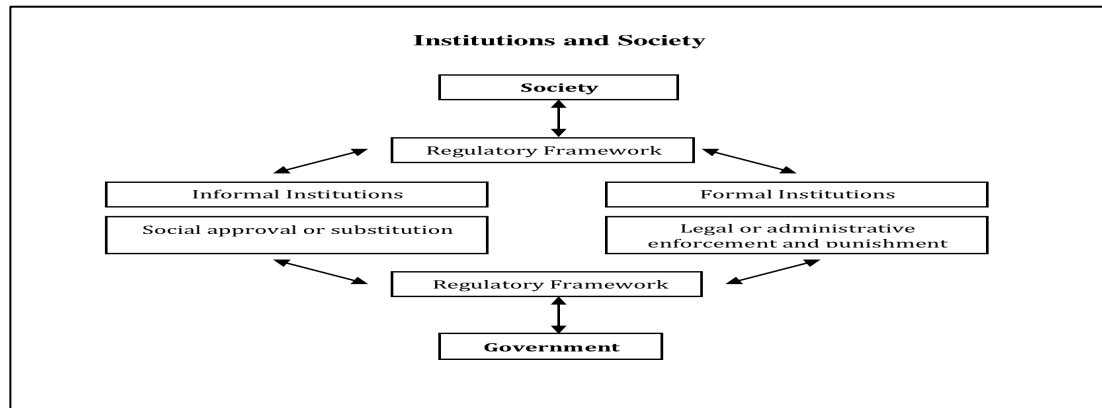 Institutions and Society
Society
Regulatory Framework
Informal Institutions
Formal Institutions
Social approval or substitution
Legal or administrative
enforcement and punishment
Regulatory Framework
Government